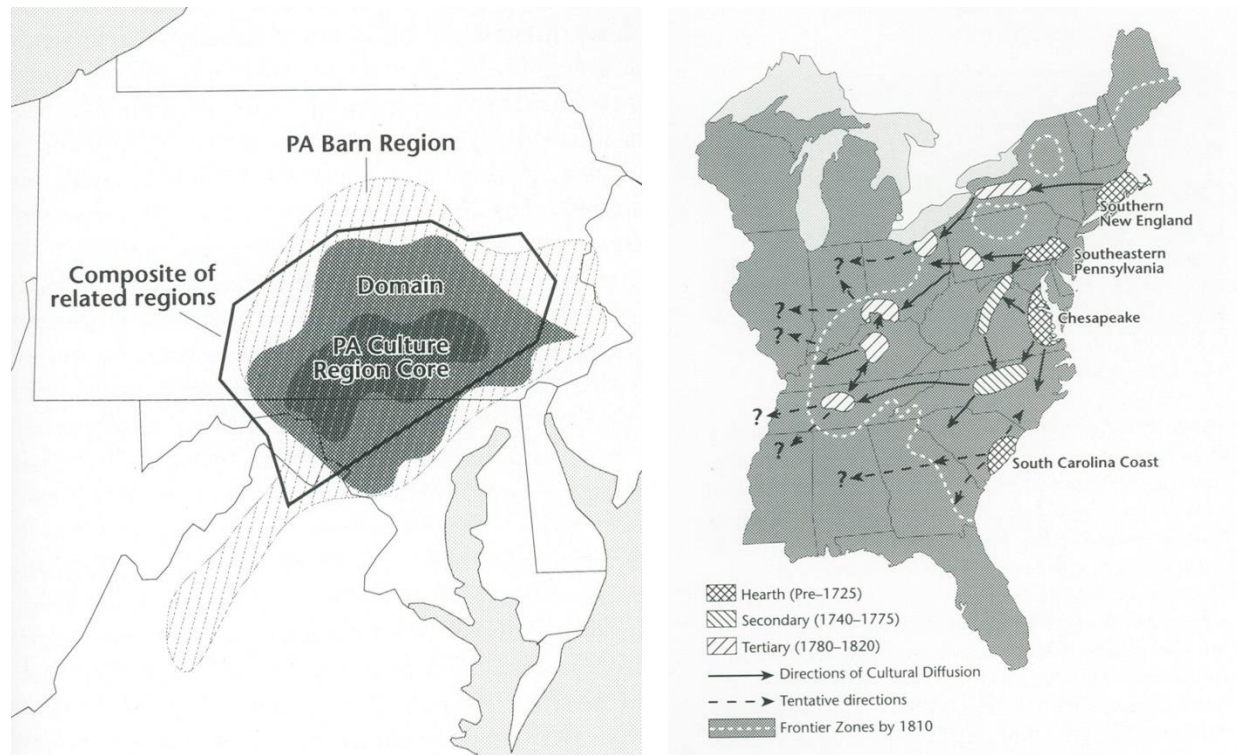 PA Barn Region
Composite of
related regions
Domain
PA Culture
Region Core
Southern
New England
Southeastern
Pennsylvania
Chesapeake
South Carolina Coast
?
?
?
?
?
?
Hearth (Pre–1725)
Secondary (1740–1775)
Tertiary (1780–1820)
Directions of Cultural Diffusion
Tentative directions
Frontier Zones by 1810